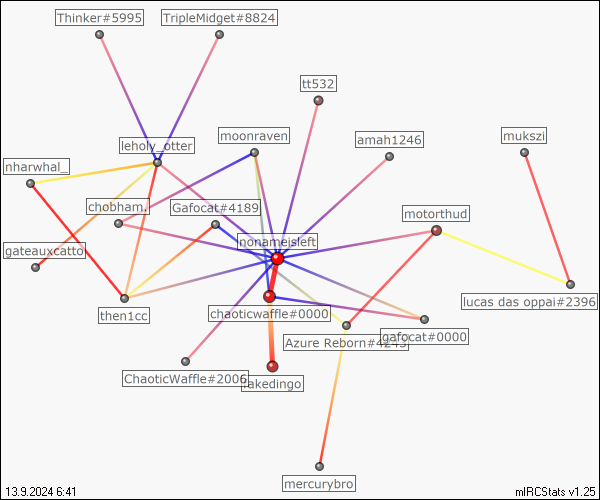 Thinker#5995
TripleMidget#8824
tt532
moonraven
amah1246
mukszi
leholy_otter
nharwhal_
chobham.
Gafocat#4189
motorthud
nonameisleft
gateauxcatto
lucas das oppai#2396
then1cc
chaoticwaffle#0000
Azure Reborn#4243
gafocat#0000
ChaoticWaffle#2006
fakedingo
mercurybro
13.9.2024 6:41
mIRCStats v1.25